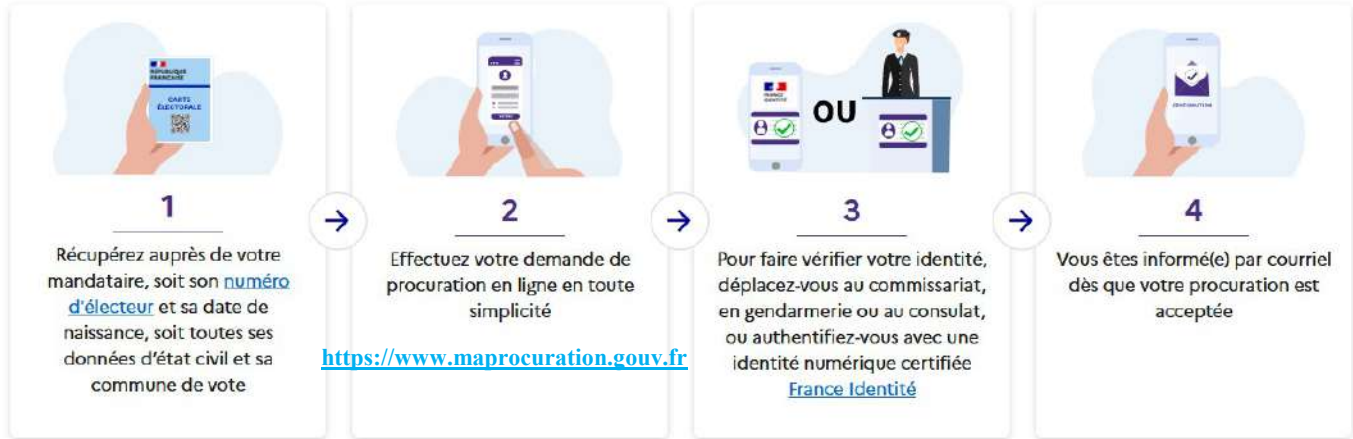 RÉPUBLIQUE
FRANÇAISE
CARTE
ÉLECTORALE
1
Récupérez auprès de votre
mandataire, soit son numéro
d'électeur et sa date de
naissance, soit toutes ses
données d'état civil et sa
commune de vote
2
Effectuez votre demande de
procuration en ligne en toute
simplicité
https://www.maprocuration.gouv.fr
FRANCE
IDENTITÉ
OU
3
Pour faire vérifier votre identité,
déplacez-vous au commissariat,
en gendarmerie ou au consulat,
ou authentifiez-vous avec une
identité numérique certifiée
France Identité
4
Vous êtes informé(e) par courriel
dès que votre procuration est
acceptée